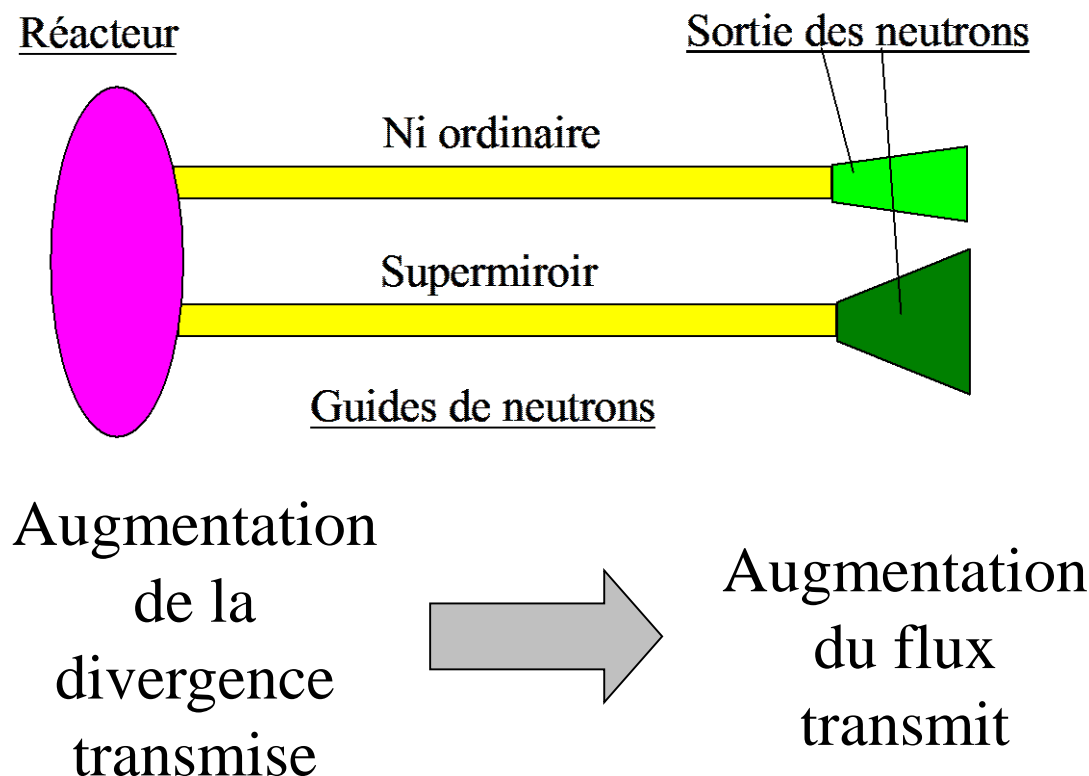 Réacteur
Sortie des neutrons
Ni ordinaire
Supermiroir
Guides de neutrons
Augmentation
de la
divergence
transmise
Augmentation
du flux
transmit